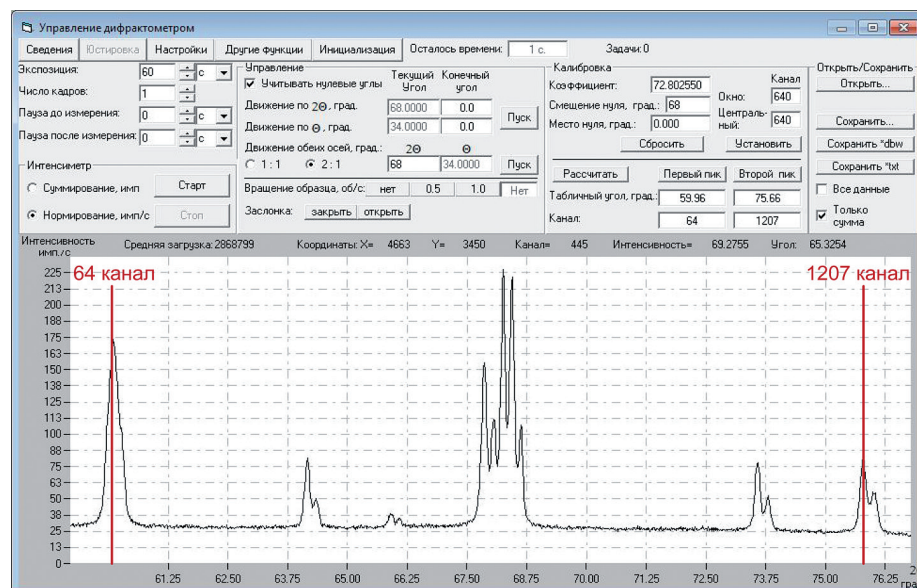 Управление дифрактометром
Сведения Юстировка Настройки Другие функции Инициализация Осталось времени: 1 с. Задачи: 0
Экспозиция: 60 с
Число кадров: 1
Пауза до измерения: 0 с
Пауза после измерения: 0 с
Интенсиметр
Суммирование, имп Старт
Нормирование, имп/с Стоп
Управление
Учитывать нулевые углы Текущий Угол Конечный угол
Движение по 2Θ, град. 68.0000 0.0
Движение по Θ, град. 34.0000 0.0 Пуск
Движение обеих осей, град.: 2Θ Θ
1 : 1 2 : 1 68 34.0000 Пуск
Вращение образца, об/с: нет 0.5 1.0 Нет
Заслонка: закрыть открыть
Калибровка
Коэффициент: 72.802550 Окно: Канал 640
Смещение нуля, град.: 68
Место нуля, град.: 0.000 Централь-ный: 640
Сбросить Установить
Рассчитать Первый пик Второй пик
Табличный угол, град.: 59.96 75.66
Канал: 64 1207
Открыть/Сохранить
Открыть...
Сохранить...
Сохранить *dbw
Сохранить *txt
Все данные
Только сумма
Интенсивность имп./с Средняя загрузка: 2868799 Координаты: X= 4663 Y= 3450 Канал= 445 Интенсивность= 69.2755 Угол: 65.3254
64 канал 1207 канал
225
213
200
188
175
163
150
138
125
113
100
88
75
63
50
38
25
13
0
61.25 62.50 63.75 65.00 66.25 67.50 68.75 70.00 71.25 72.50 73.75 75.00 76.25